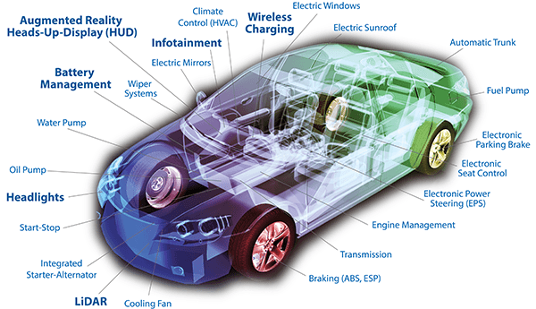 Augmented Reality
Heads-Up-Display (HUD)
Climate
Control (HVAC)
Wireless
Charging
Electric Windows
Electric Sunroof
Infotainment
Automatic Trunk
Electric Mirrors
Battery
Management
Wiper
Systems
Fuel Pump
Water Pump
Electronic
Parking Brake
Oil Pump
Electronic
Seat Control
Headlights
Electronic Power
Steering (EPS)
Start-Stop
Engine Management
Integrated
Starter-Alternator
Transmission
Braking (ABS, ESP)
LiDAR
Cooling Fan